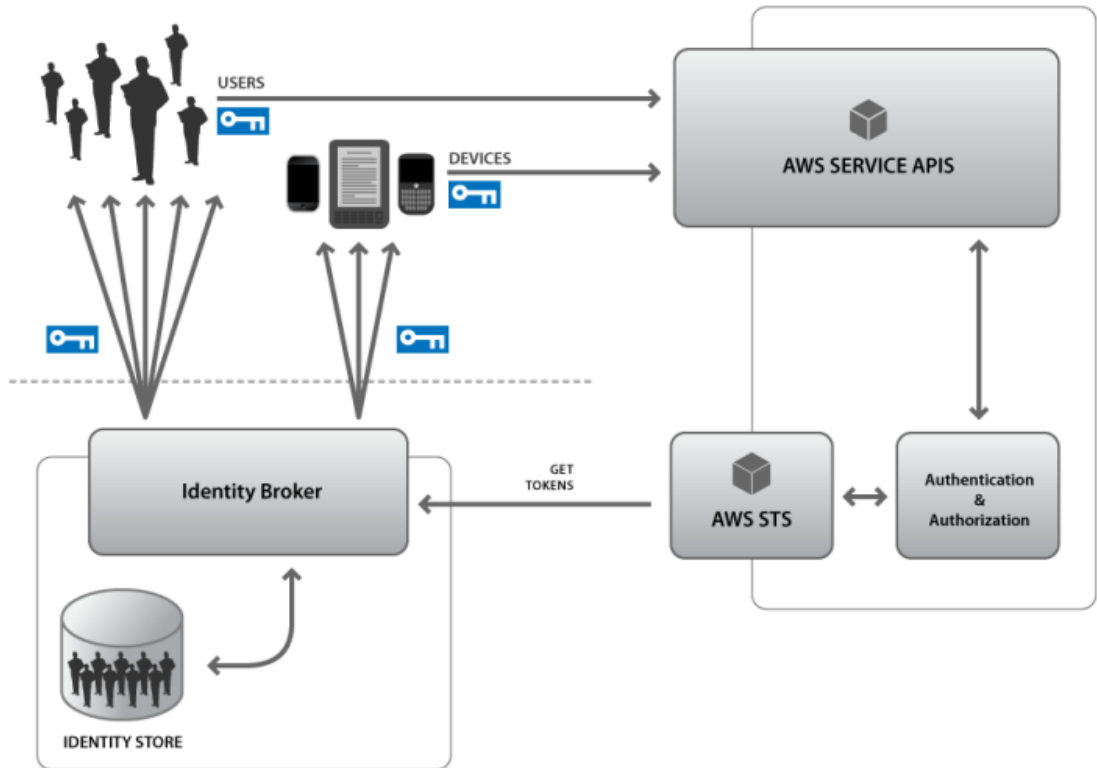 USERS
DEVICES
AWS SERVICE APIS
Identity Broker
GET
TOKENS
AWS STS
Authentication
&
Authorization
IDENTITY STORE